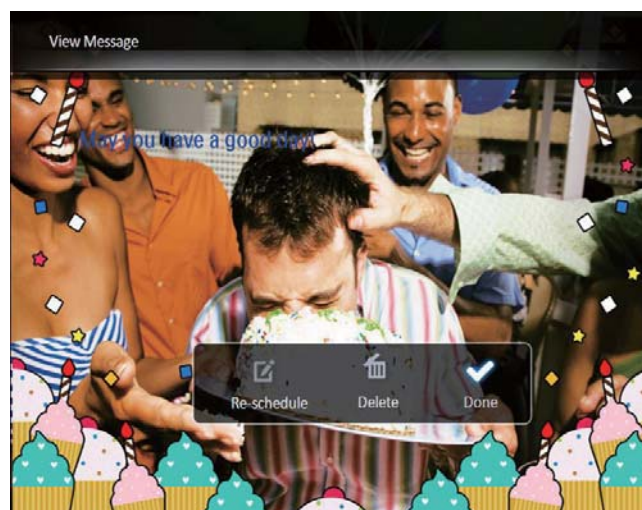 View Message
May you have a good day!
Re-schedule
Delete
Done